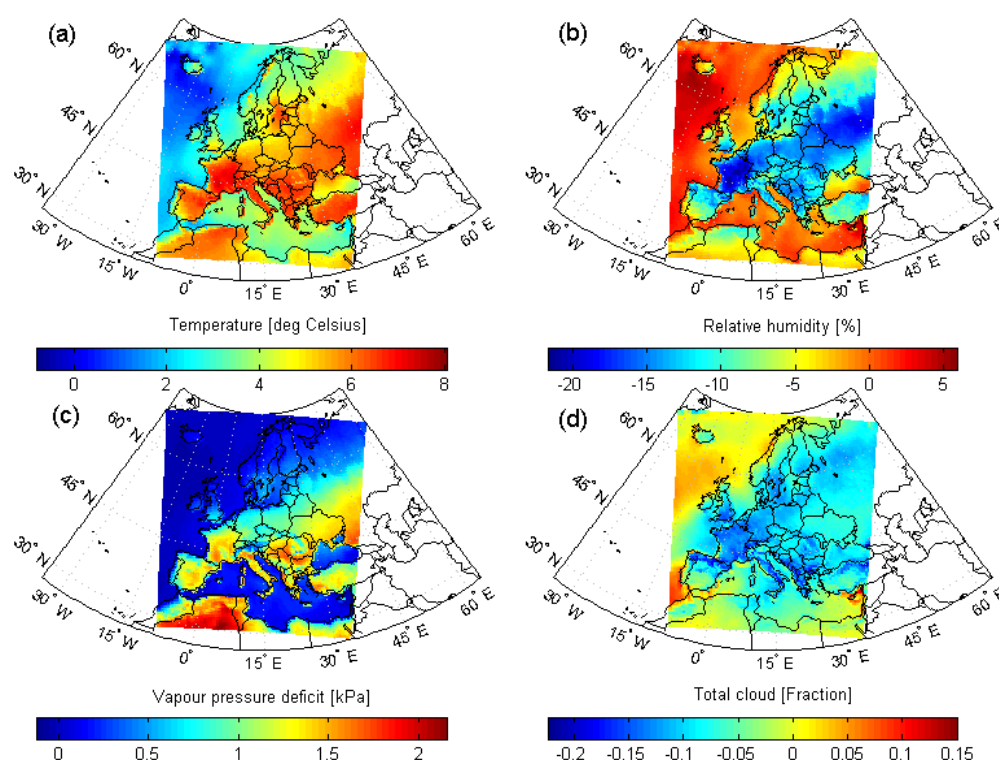 (a)
60° N
45° N
30° N
30° W
15° W
0°
15° E
30° E
45° E
60° E
Temperature [deg Celsius]
0 2 4 6 8
(b)
60° N
45° N
30° N
30° W
15° W
0°
15° E
30° E
45° E
60° E
Relative humidity [%]
-20 -15 -10 -5 0 5
(c)
60° N
45° N
30° N
30° W
15° W
0°
15° E
30° E
45° E
60° E
Vapour pressure deficit [kPa]
0 0.5 1 1.5 2
(d)
60° N
45° N
30° N
30° W
15° W
0°
15° E
30° E
45° E
60° E
Total cloud [Fraction]
-0.2 -0.15 -0.1 -0.05 0 0.05 0.1 0.15